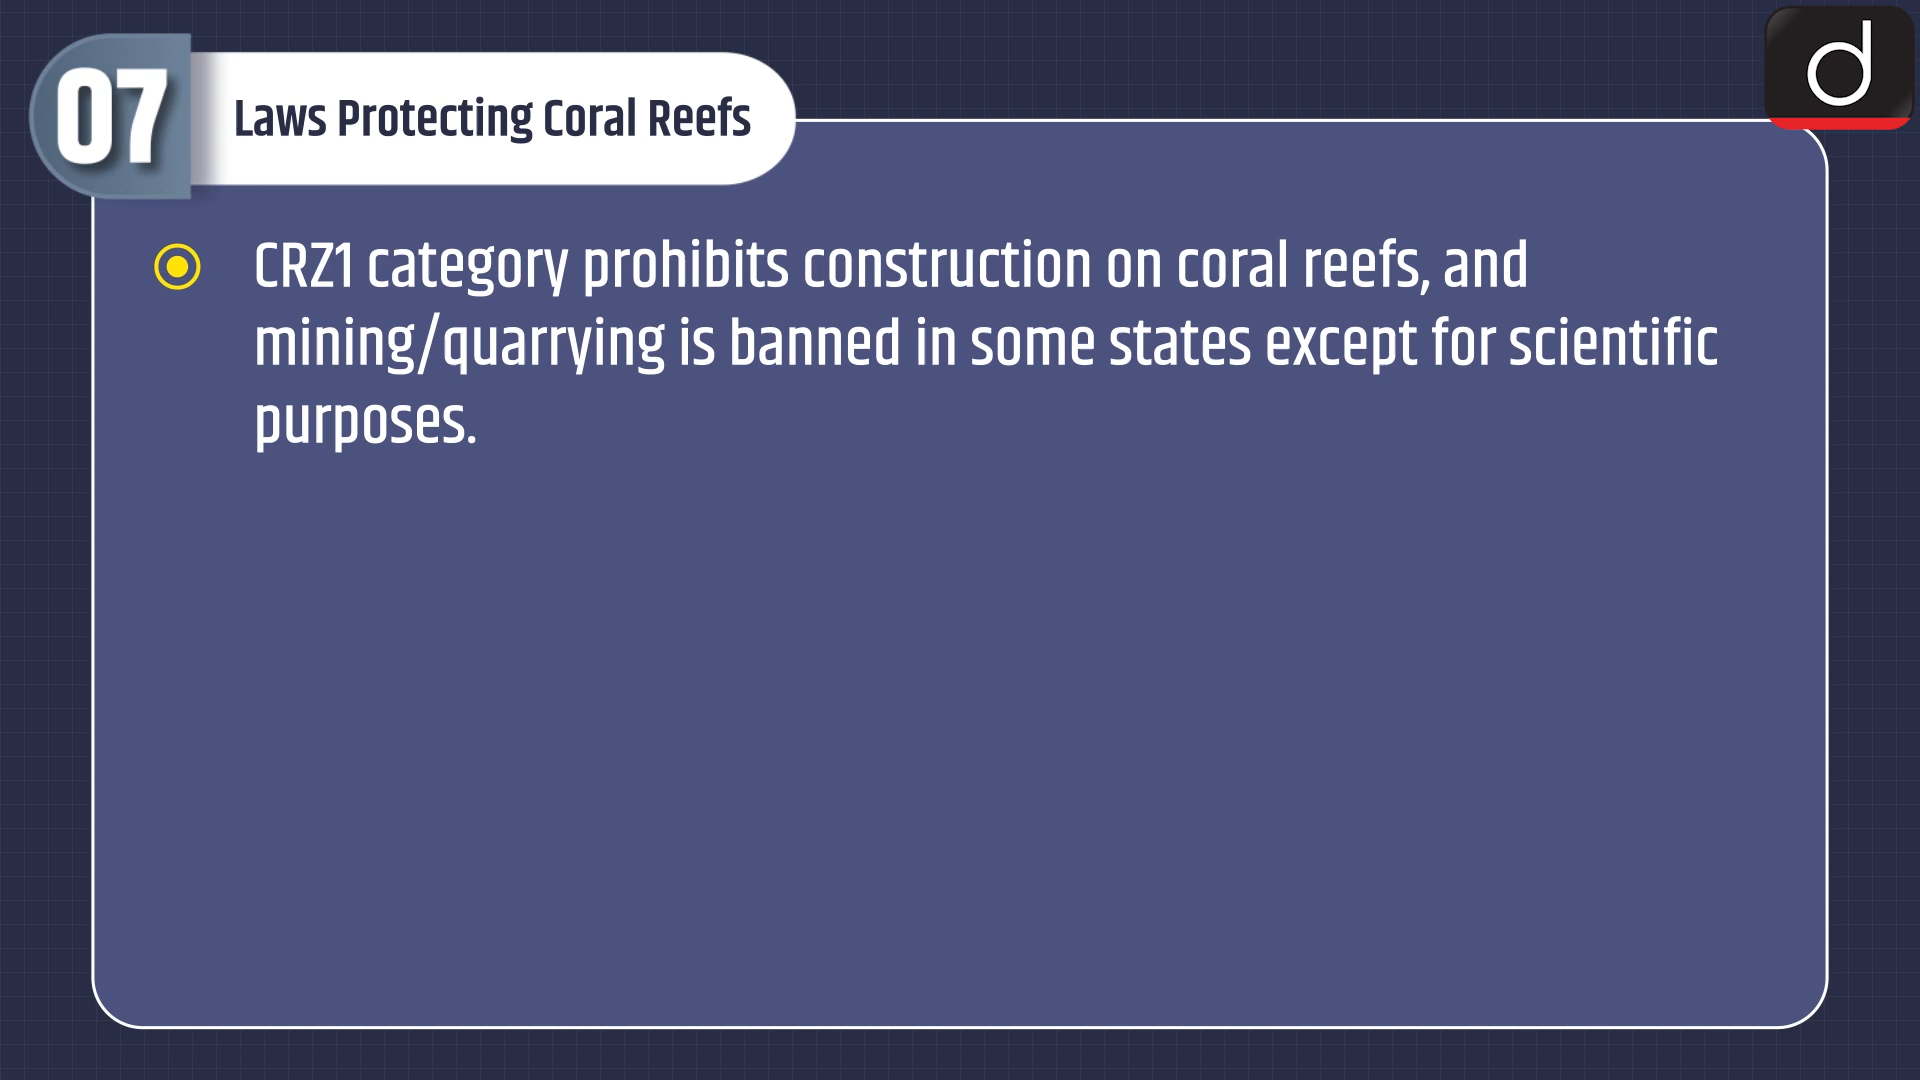 07
Laws Protecting Coral Reefs
d
CRZ1 category prohibits construction on coral reefs, and
mining/quarrying is banned in some states except for scientific
purposes.